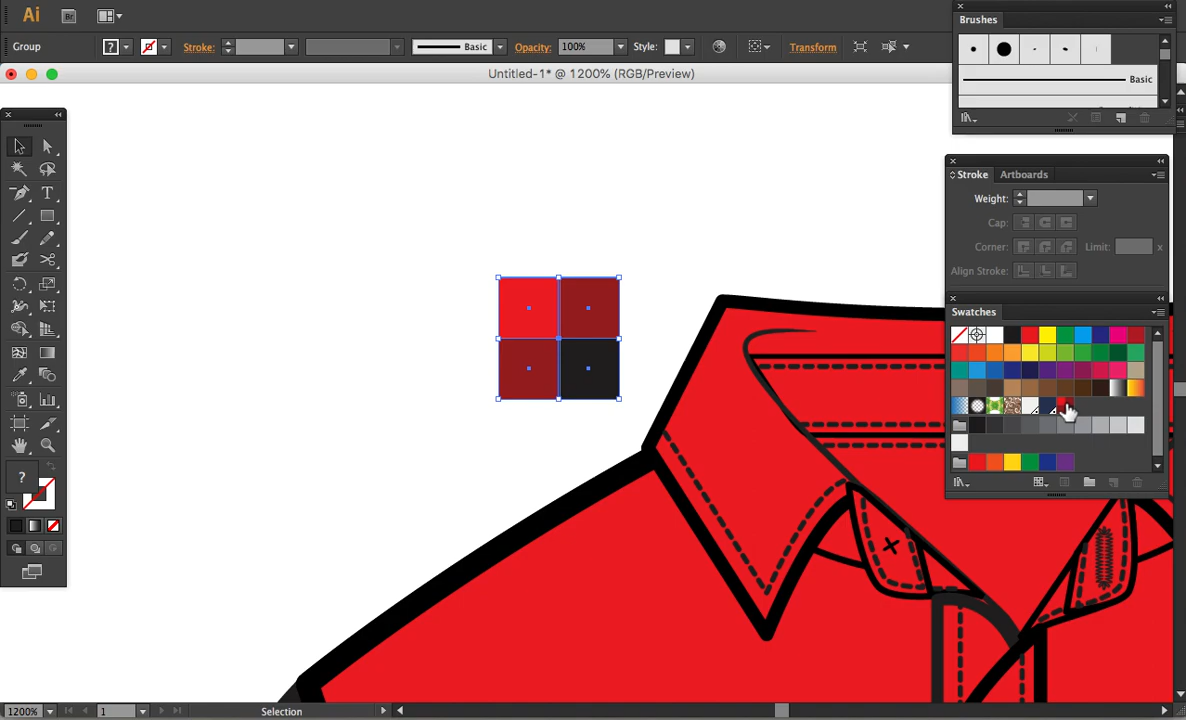 Ai Br
Brushes
Group ? Stroke: Basic Opacity: 100% Style: Transform
Untitled-1* @ 1200% (RGB/Preview)
Basic
Stroke Artboards
Weight:
Cap:
Corner: Limit: x
Align Stroke:
Swatches
T
?
1200% 1 Selection